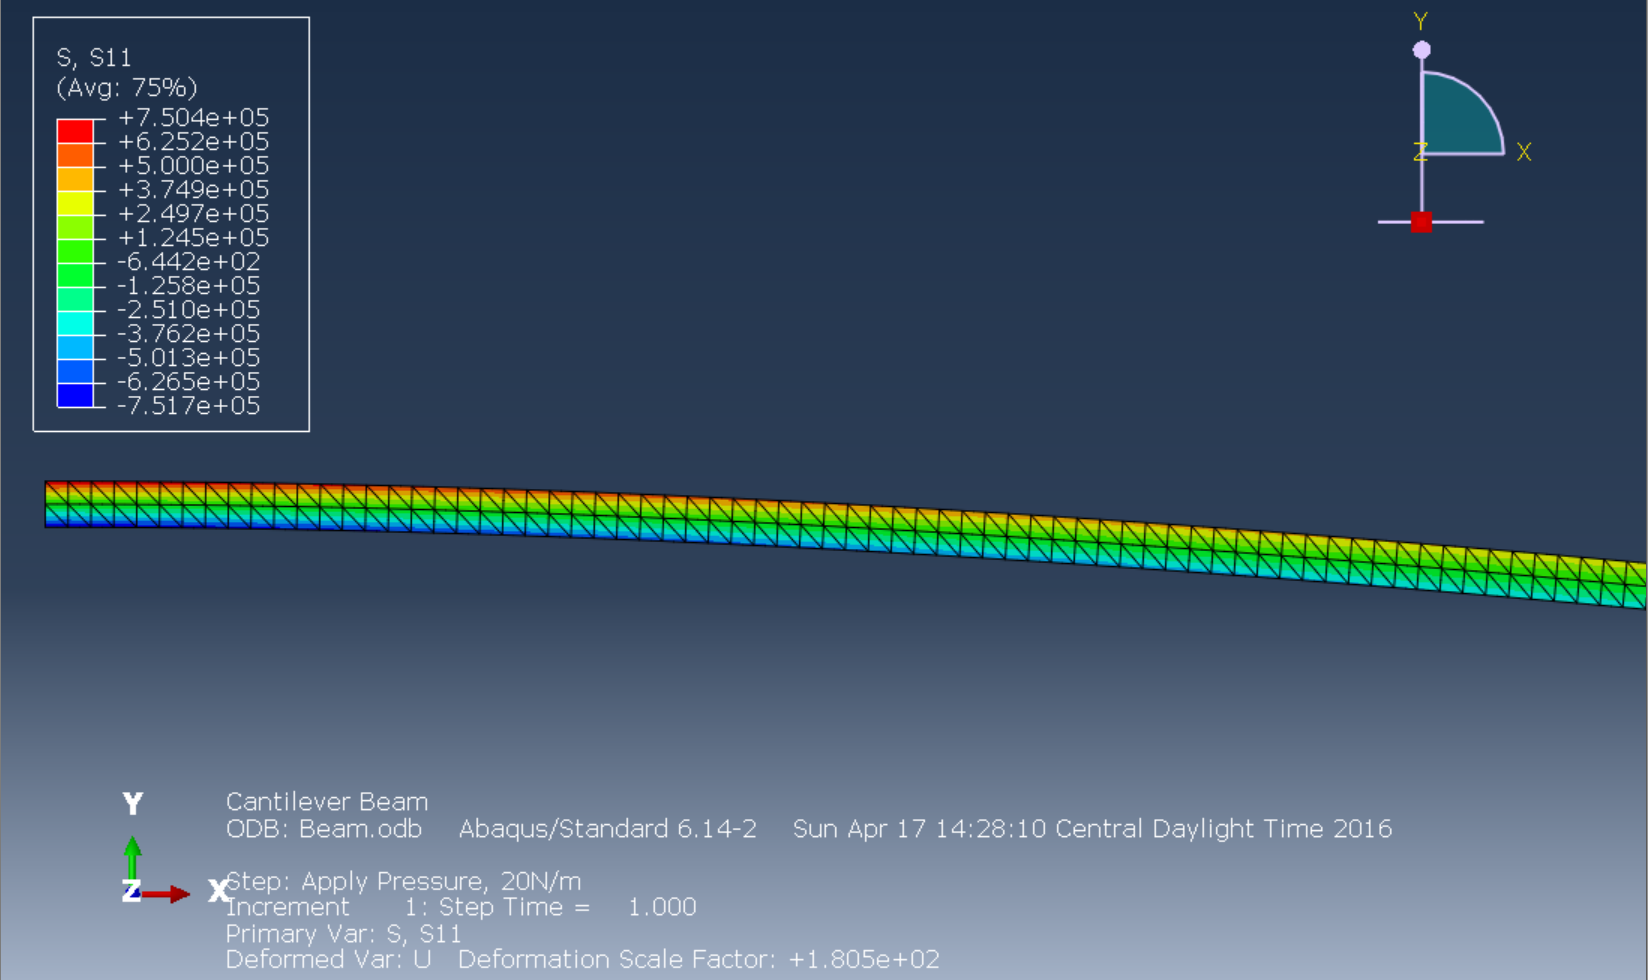 S, S11
(Avg: 75%)
+7.504e+05
+6.252e+05
+5.000e+05
+3.749e+05
+2.497e+05
+1.245e+05
-6.442e+02
-1.258e+05
-2.510e+05
-3.762e+05
-5.013e+05
-6.265e+05
-7.517e+05
Y
Z X
Y
Z X
Cantilever Beam
ODB: Beam.odb Abaqus/Standard 6.14-2 Sun Apr 17 14:28:10 Central Daylight Time 2016
Step: Apply Pressure, 20N/m
Increment 1: Step Time = 1.000
Primary Var: S, S11
Deformed Var: U Deformation Scale Factor: +1.805e+02